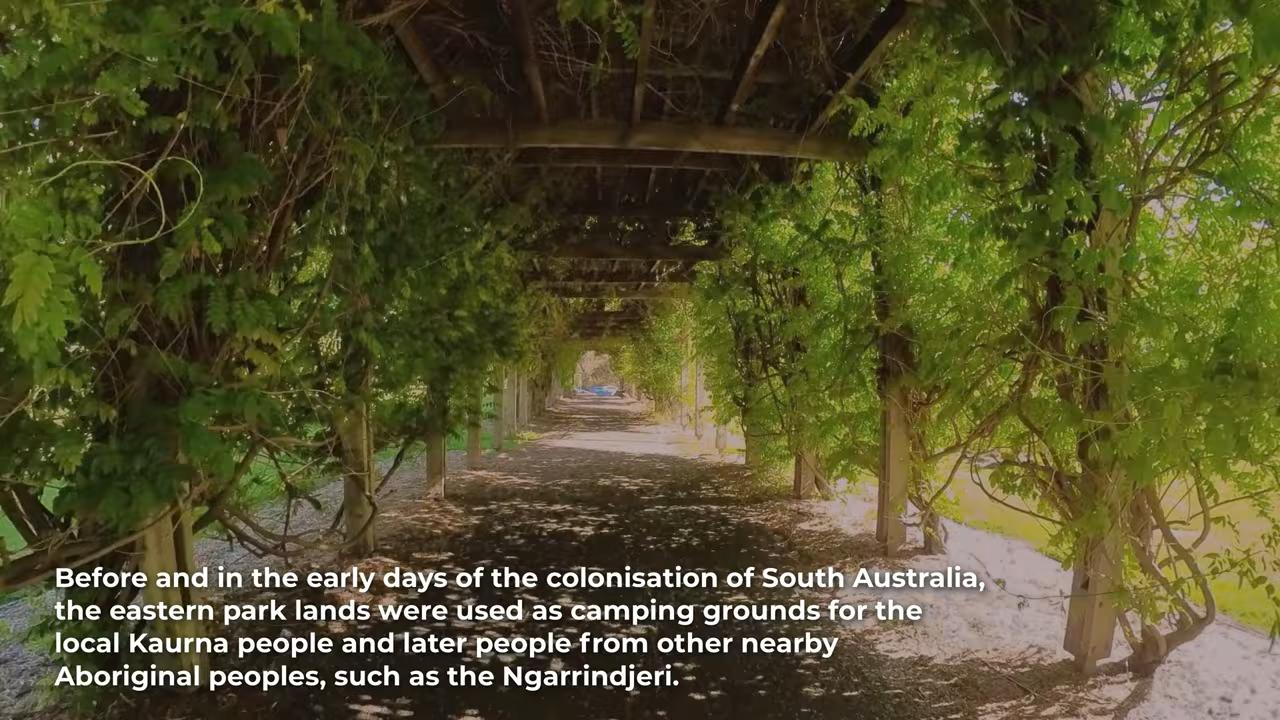 Before and in the early days of the colonisation of South Australia,
the eastern park lands were used as camping grounds for the
local Kaurna people and later people from other nearby
Aboriginal peoples, such as the Ngarrindjeri.